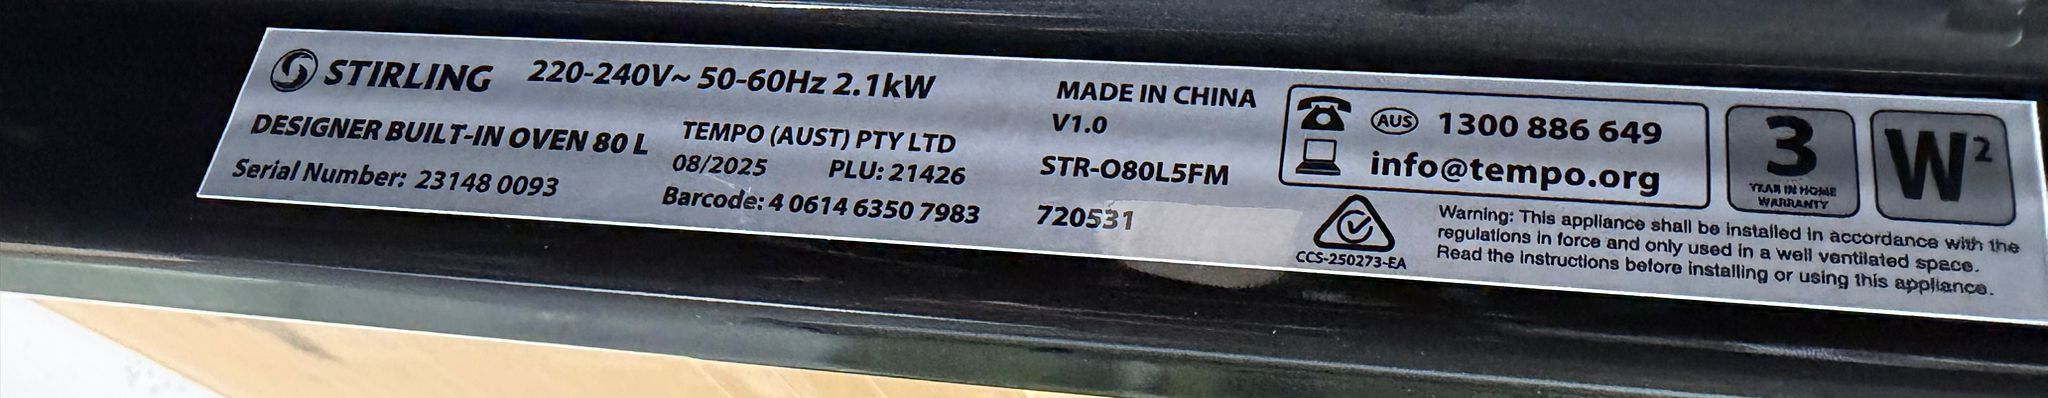 STIRLING 220-240V~ 50-60Hz 2.1kW
DESIGNER BUILT-IN OVEN 80 L
Serial Number: 23148 0093
TEMPO (AUST) PTY LTD
08/2025 PLU: 21426
Barcode: 4 0614 6350 7983
MADE IN CHINA
V1.0
STR-O80L5FM
720531
AUS 1300 886 649
info@tempo.org
3
YEAR IN HOME
WARRANTY
W²
CCS-250273-EA
Warning: This appliance shall be installed in accordance with the
regulations in force and only used in a well ventilated space.
Read the instructions before installing or using this appliance.